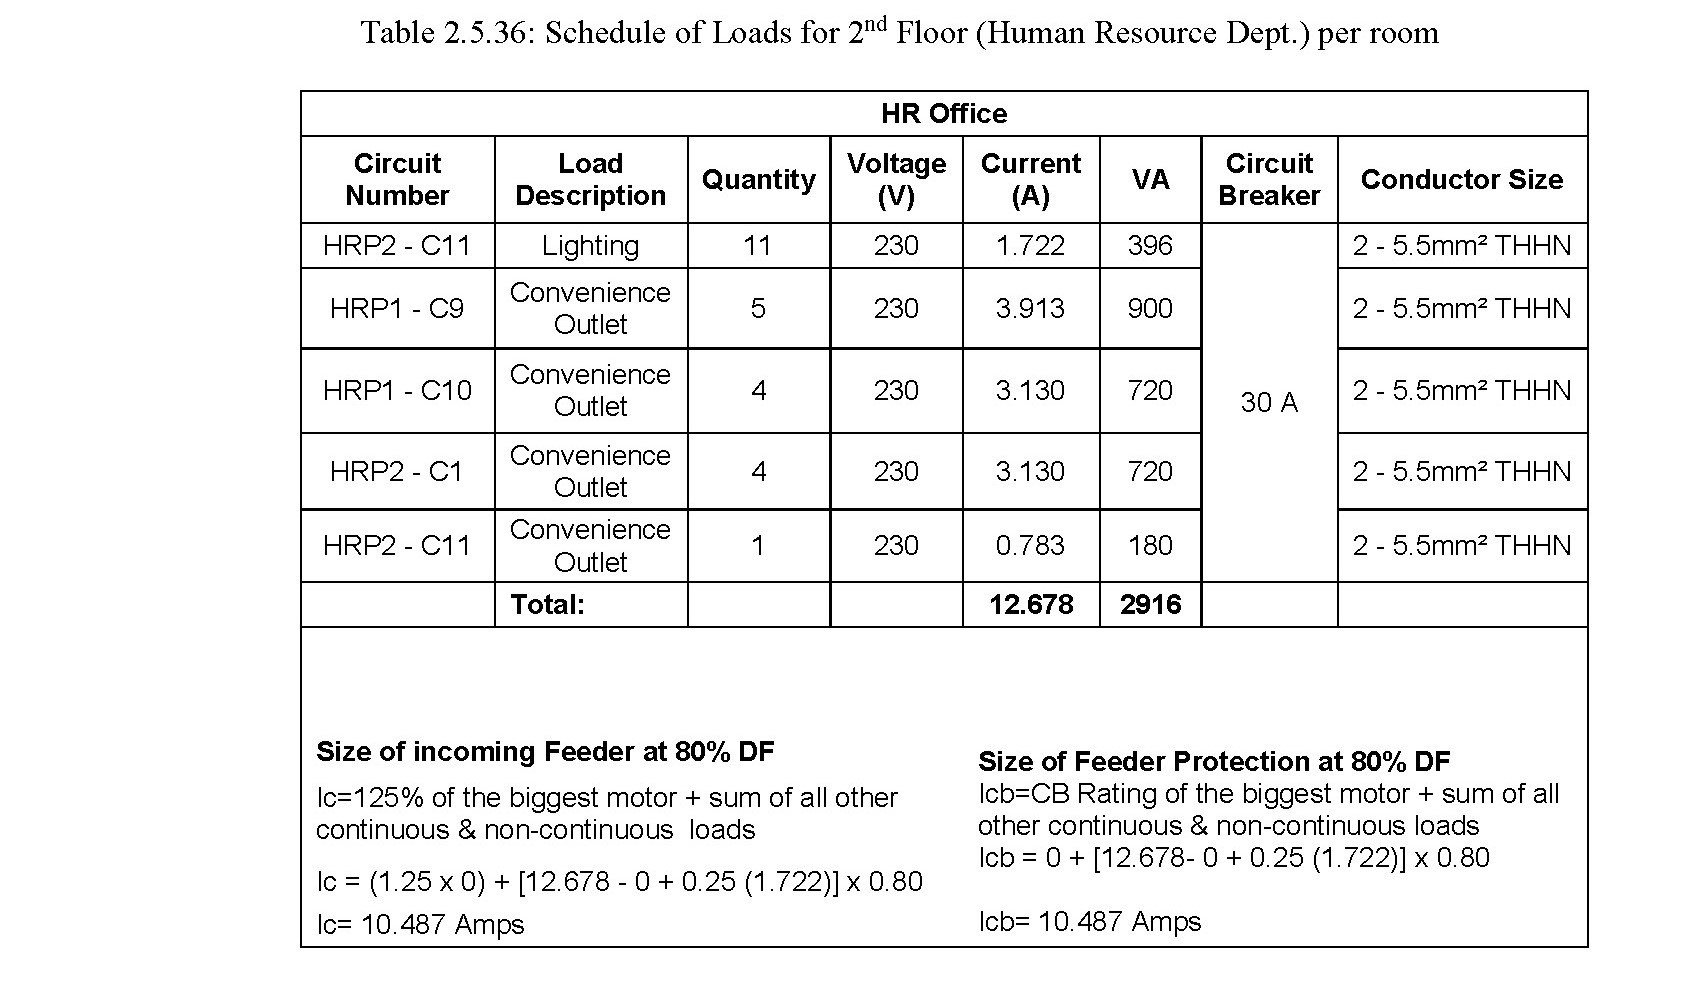 Table 2.5.36: Schedule of Loads for 2nd Floor (Human Resource Dept.) per room
HR Office
Circuit Number Load Description Quantity Voltage (V) Current (A) VA Circuit Breaker Conductor Size
HRP2 - C11 Lighting 11 230 1.722 396 2 - 5.5mm² THHN
HRP1 - C9 Convenience Outlet 5 230 3.913 900 2 - 5.5mm² THHN
HRP1 - C10 Convenience Outlet 4 230 3.130 720 30 A 2 - 5.5mm² THHN
HRP2 - C1 Convenience Outlet 4 230 3.130 720 2 - 5.5mm² THHN
HRP2 - C11 Convenience Outlet 1 230 0.783 180 2 - 5.5mm² THHN
Total: 12.678 2916
Size of incoming Feeder at 80% DF
Ic=125% of the biggest motor + sum of all other
continuous & non-continuous loads
Ic = (1.25 x 0) + [12.678 - 0 + 0.25 (1.722)] x 0.80
Ic= 10.487 Amps
Size of Feeder Protection at 80% DF
Icb=CB Rating of the biggest motor + sum of all
other continuous & non-continuous loads
Icb = 0 + [12.678- 0 + 0.25 (1.722)] x 0.80
Icb= 10.487 Amps